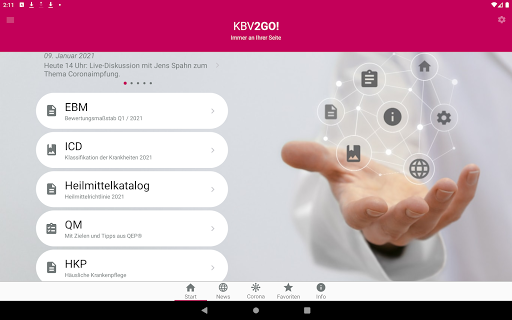 2:11
KBV2GO!
Immer an Ihrer Seite
09. Januar 2021
Heute 14 Uhr: Live-Diskussion mit Jens Spahn zum
Thema Coronaimpfung.
EBM
Bewertungsmaßstab Q1 / 2021
ICD
Klassifikation der Krankheiten 2021
Heilmittelkatalog
Heilmittelrichtlinie 2021
QM
Mit Zielen und Tipps aus QEP®
HKP
Häusliche Krankenpflege
Start
News
Corona
Favoriten
Info